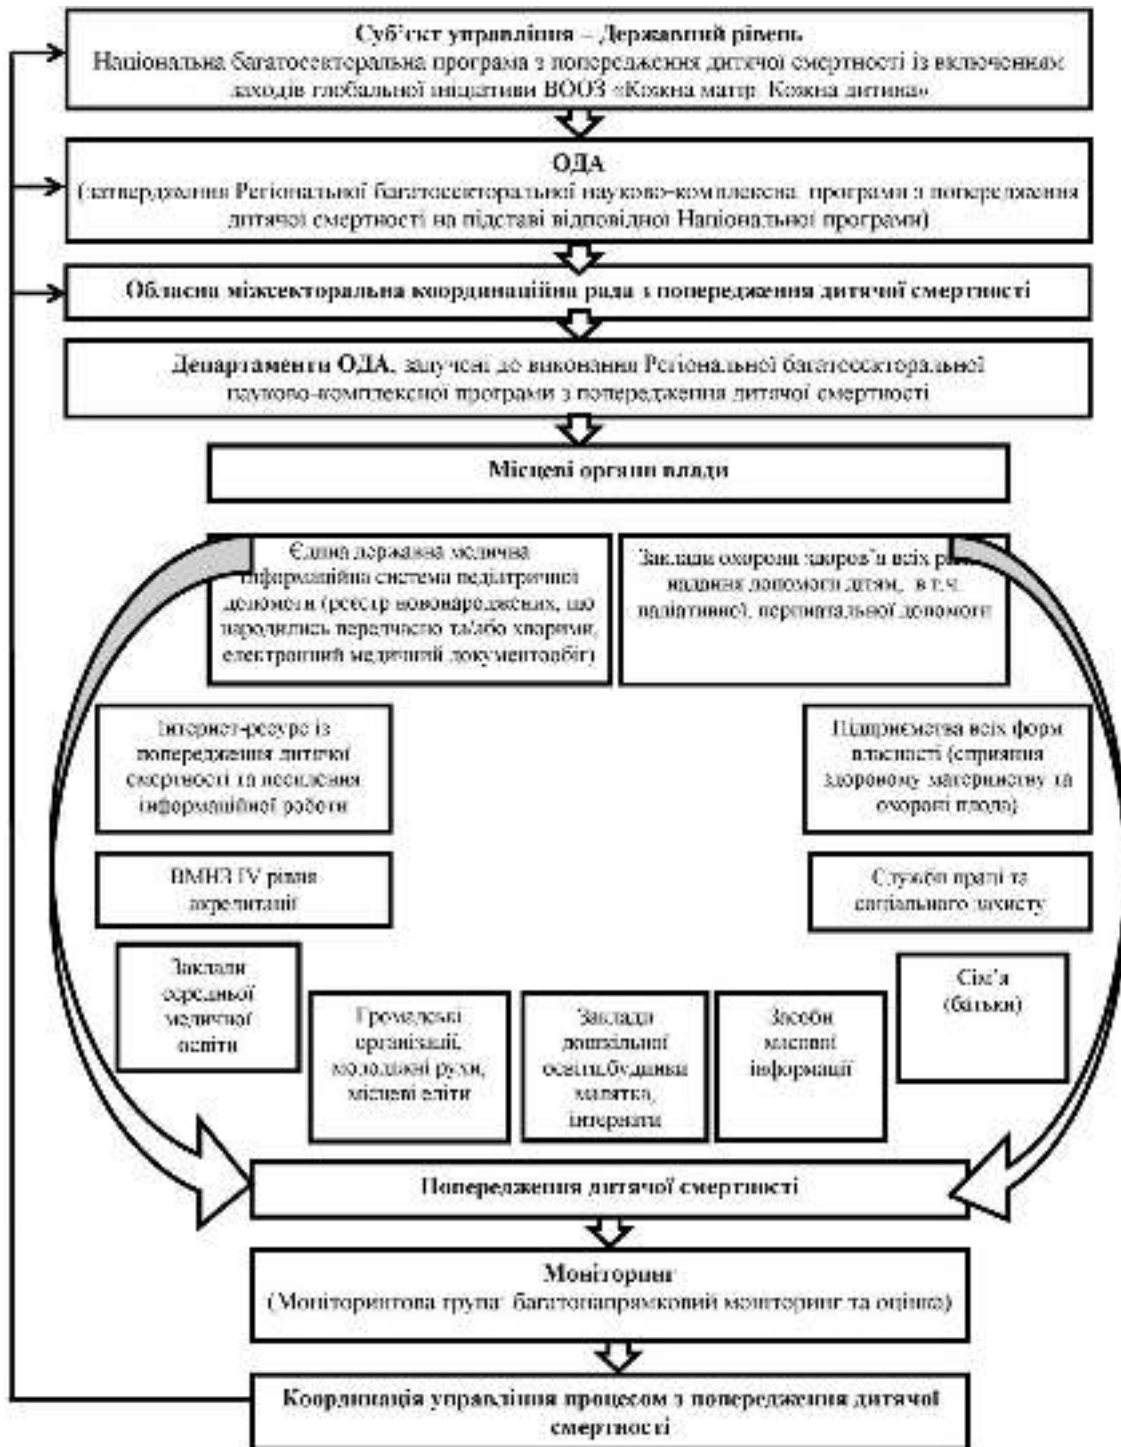 Суб’єкт управління – Державний рівень
Національна багатосекторальна програма з попередження дитячої смертності із включенням
заходів глобальної ініціативи ВООЗ «Кожна матір. Кожна дитина»
ОДА
(затвердження Регіональної багатосекторальної науково-комплексна програми з попередження
дитячої смертності на підставі відповідної Національної програми)
Обласна міжсекторальна координаційна рада з попередження дитячої смертності
Департаменти ОДА, залучені до виконання Регіональної багатосекторальної
науково-комплексної програми з попередження дитячої смертності
Місцеві органи влади
Єдина державна медична
інформаційна система педіатричної
допомоги (реєстр новонароджених, що
народились передчасно та/або хворими,
електронний медичний документообіг)
Заклади охорони здоров’я всіх
надання допомоги дітям, в т.ч.
паліативної, перинатальної допомоги
Інтернет-ресурс із
попередження дитячої
смертності та посилення
інформаційної роботи
Підприємства всіх форм
власності (сприяння
здоровому материнству та
охороні плода)
ВМНЗ IV рівня
акредитації
Служби праці та
соціального захисту
Заклади
середньої
медичної
освіти
Громадські
організації,
молодіжні рухи,
місцеві еліти
Заклади
дошкільної
освіти,будинки
малятка,
інтернати
Засоби
масової
інформації
Сім’я
(батьки)
Попередження дитячої смертності
Моніторинг
(Моніторингова група: багатонапрямковий моніторинг та оцінка)
Координація управління процесом з попередження дитячої
смертності